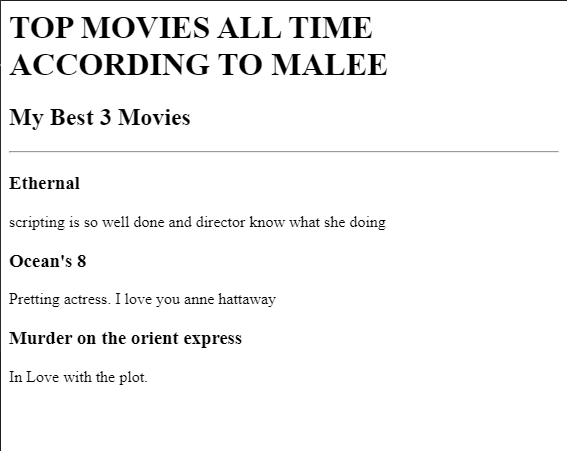 TOP MOVIES ALL TIME
ACCORDING TO MALEE
My Best 3 Movies
Ethernal
scripting is so well done and director know what she doing
Ocean's 8
Pretting actress. I love you anne hattaway
Murder on the orient express
In Love with the plot.